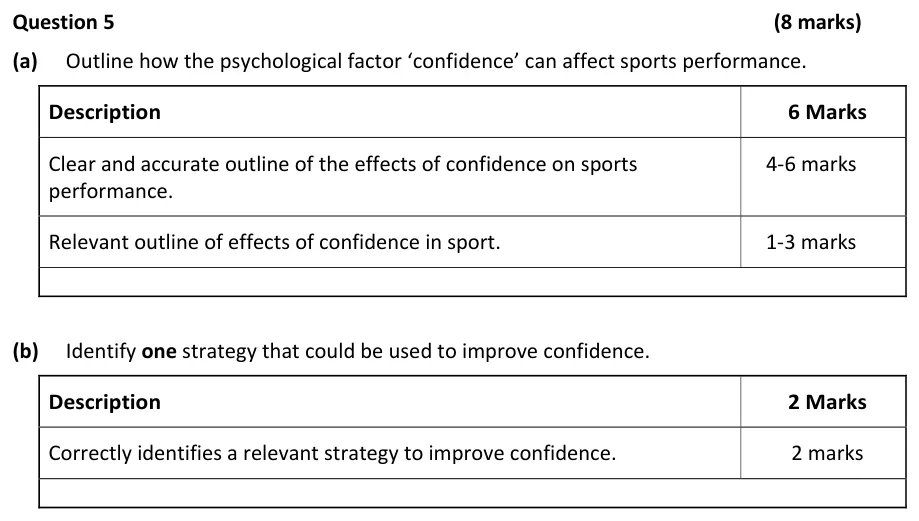 Question 5 (8 marks)
(a) Outline how the psychological factor ‘confidence’ can affect sports performance.
Description 6 Marks
Clear and accurate outline of the effects of confidence on sports 4-6 marks
performance.
Relevant outline of effects of confidence in sport. 1-3 marks
(b) Identify one strategy that could be used to improve confidence.
Description 2 Marks
Correctly identifies a relevant strategy to improve confidence. 2 marks